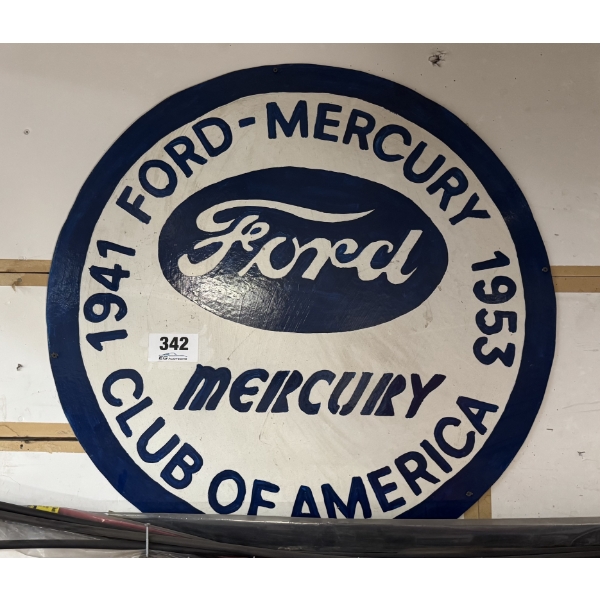 FORD-MERCURY
1941
1953
Ford
MERCURY
CLUB OF AMERICA
342